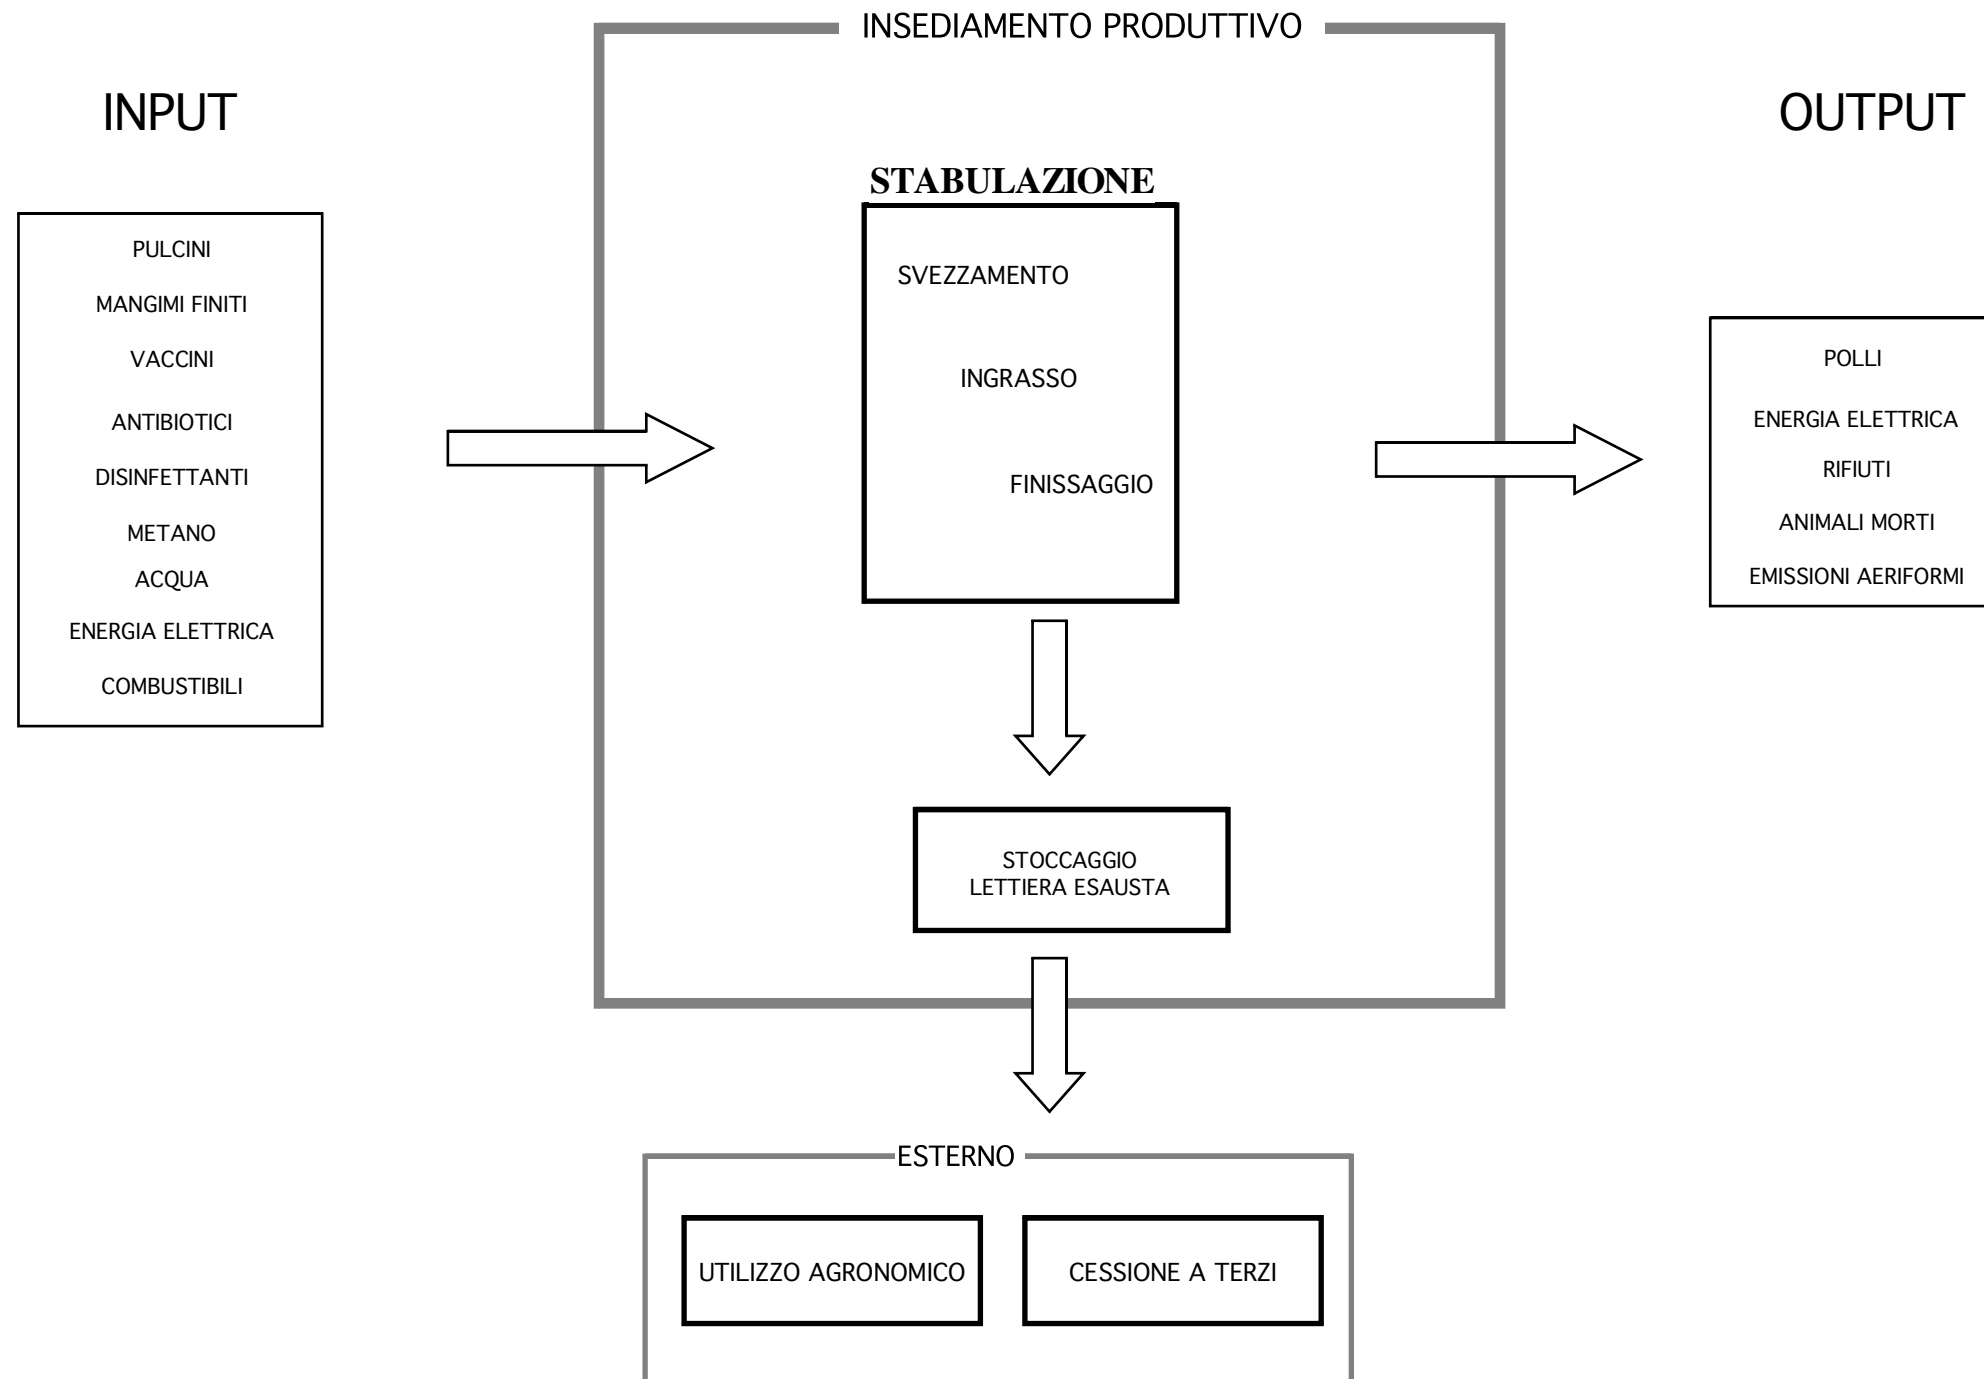 INSEDIAMENTO PRODUTTIVO
INPUT
OUTPUT
STABULAZIONE
PULCINI
MANGIMI FINITI
VACCINI
ANTIBIOTICI
DISINFETTANTI
METANO
ACQUA
ENERGIA ELETTRICA
COMBUSTIBILI
SVEZZAMENTO
INGRASSO
FINISSAGGIO
POLLI
ENERGIA ELETTRICA
RIFIUTI
ANIMALI MORTI
EMISSIONI AERIFORMI
STOCCAGGIO
LETTIERA ESAUSTA
ESTERNO
UTILIZZO AGRONOMICO
CESSIONE A TERZI